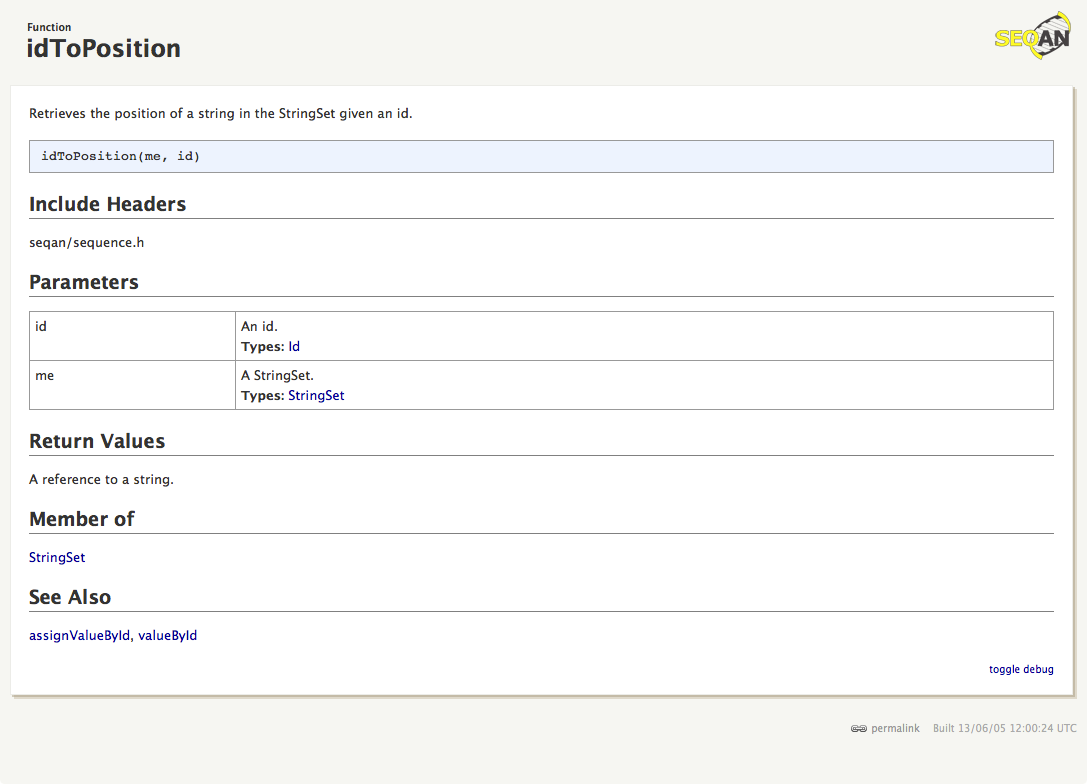 Function
idToPosition
SEQAN
Retrieves the position of a string in the StringSet given an id.
idToPosition(me, id)
Include Headers
seqan/sequence.h
Parameters
id
An id.
Types: Id
me
A StringSet.
Types: StringSet
Return Values
A reference to a string.
Member of
StringSet
See Also
assignValueById, valueById
toggle debug
permalink Built 13/06/05 12:00:24 UTC